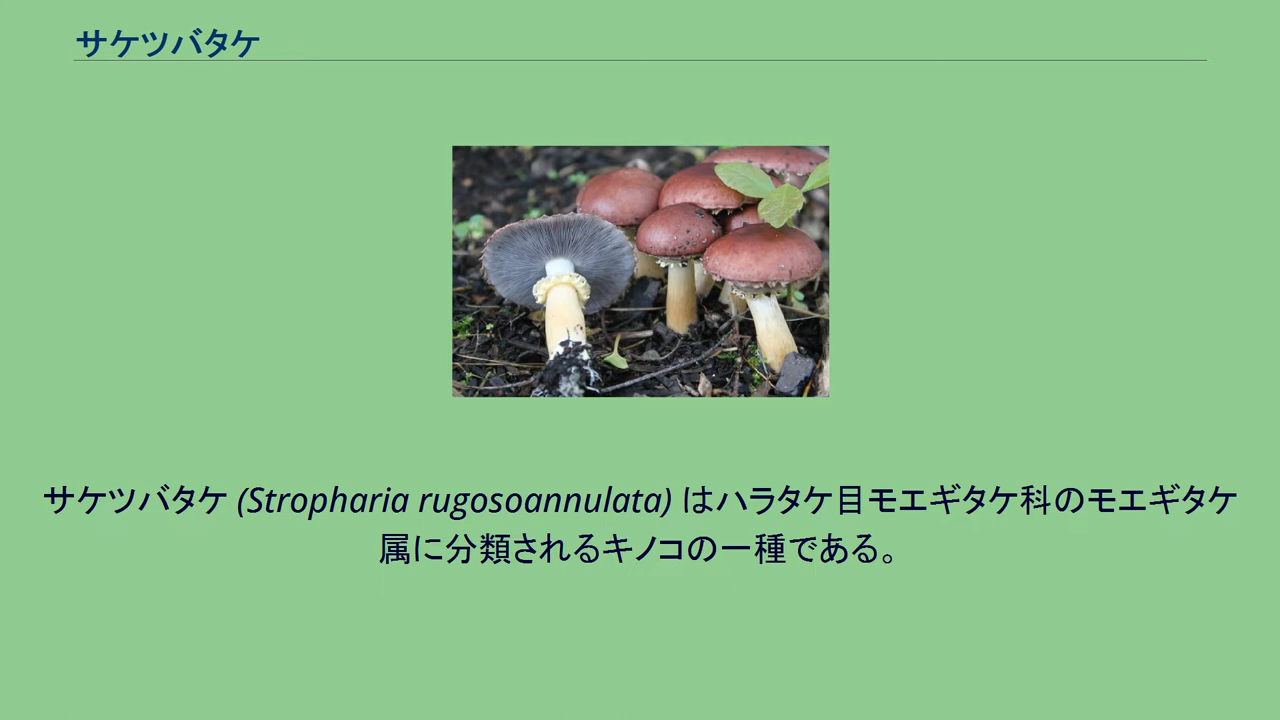 サケツバタケ
サケツバタケ (Stropharia rugosoannulata) はハラタケ目モエギタケ科のモエギタケ
属に分類されるキノコの一種である。